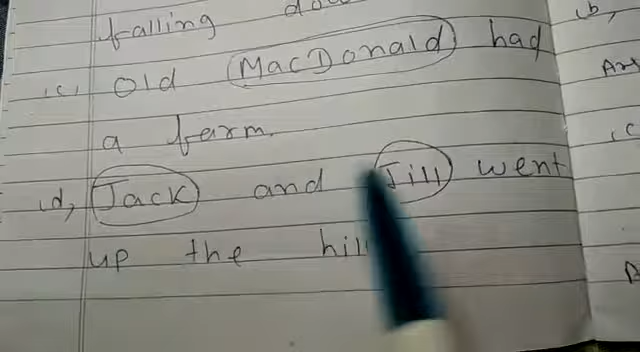 falling
(c) Old MacDonald had
a farm.
(d) Jack and Jill went
up the
(b)
(c